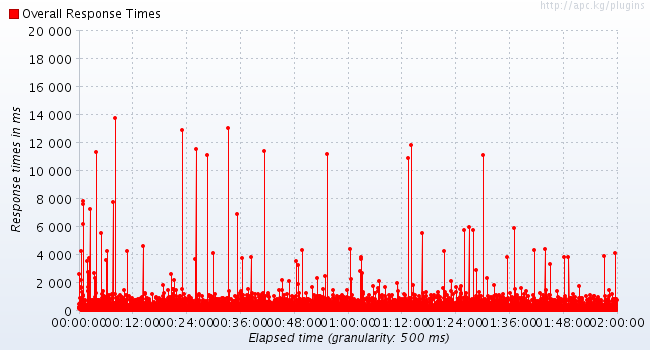 http://apc.kg/plugins
Overall Response Times
20 000
18 000
16 000
14 000
12 000
10 000
8 000
6 000
4 000
2 000
0
Response times in ms
00:00:00 00:12:00 00:24:00 00:36:00 00:48:00 01:00:00 01:12:00 01:24:00 01:36:00 01:48:00 02:00:00
Elapsed time (granularity: 500 ms)